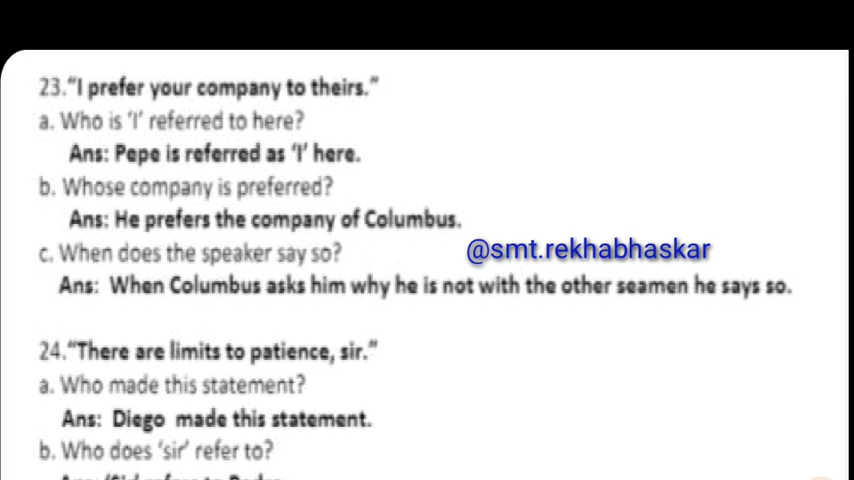 23."I prefer your company to theirs."
a. Who is 'I' referred to here?
Ans: Pepe is referred as 'I' here.
b. Whose company is preferred?
Ans: He prefers the company of Columbus.
c. When does the speaker say so?
@smt.rekhabhaskar
Ans: When Columbus asks him why he is not with the other seamen he says so.
24."There are limits to patience, sir."
a. Who made this statement?
Ans: Diego made this statement.
b. Who does 'sir' refer to?